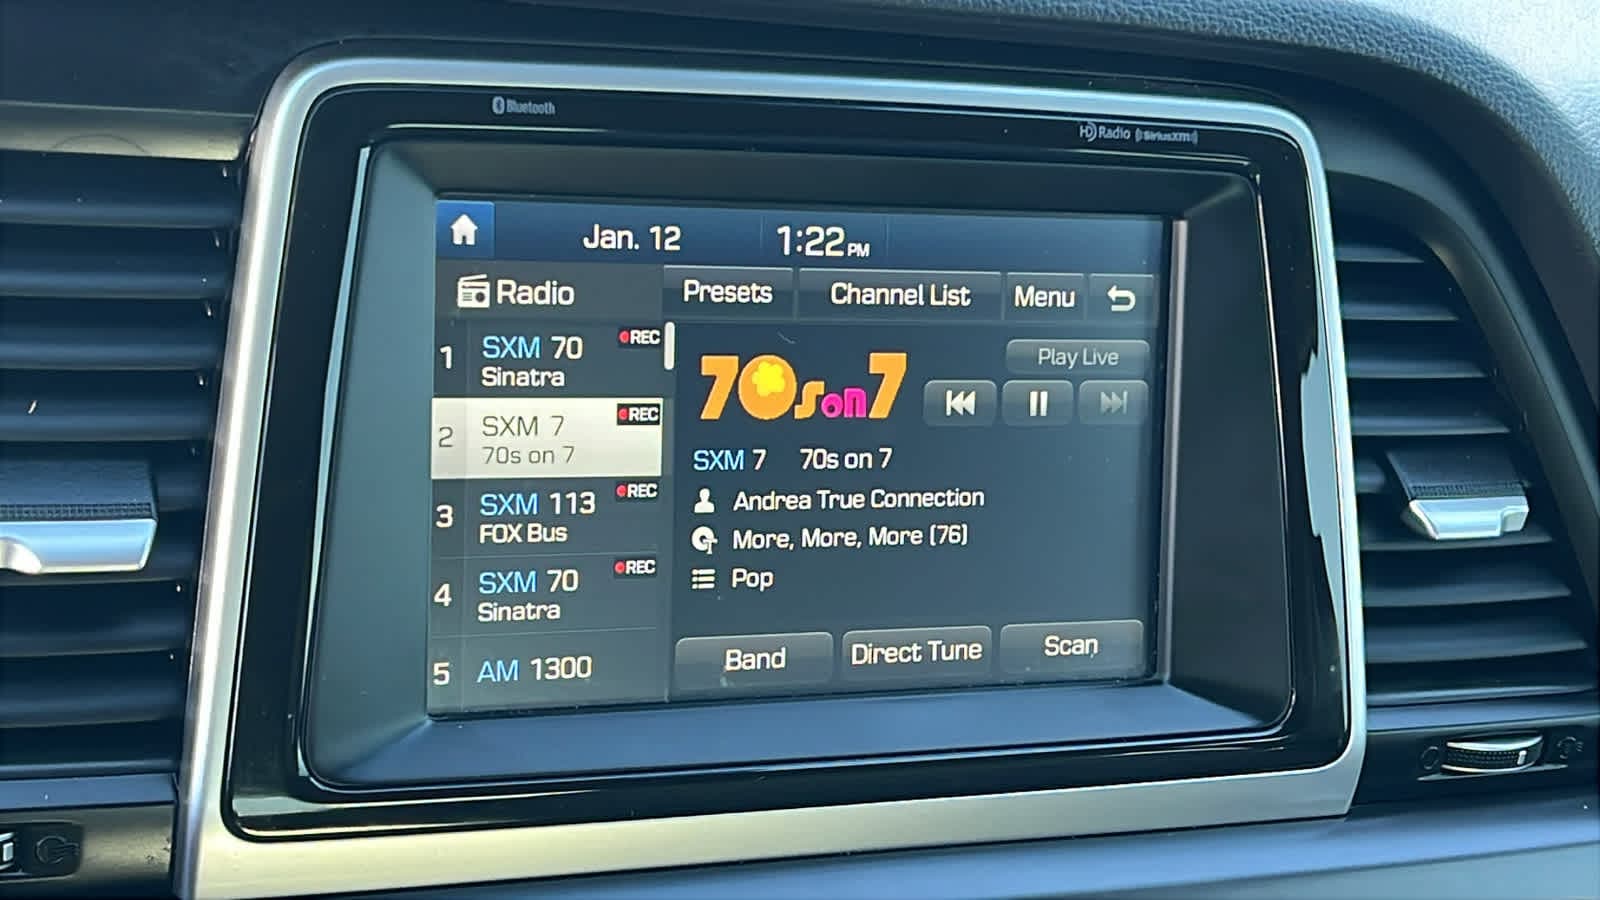 Bluetooth
HD Radio ((SiriusXM))
Jan. 12 1:22 PM
Radio Presets Channel List Menu
1 SXM 70 REC
Sinatra
2 SXM 7 REC
70s on 7
3 SXM 113 REC
FOX Bus
4 SXM 70 REC
Sinatra
5 AM 1300
70s on 7
Play Live
SXM 7 70s on 7
Andrea True Connection
More, More, More (76)
Pop
Band Direct Tune Scan